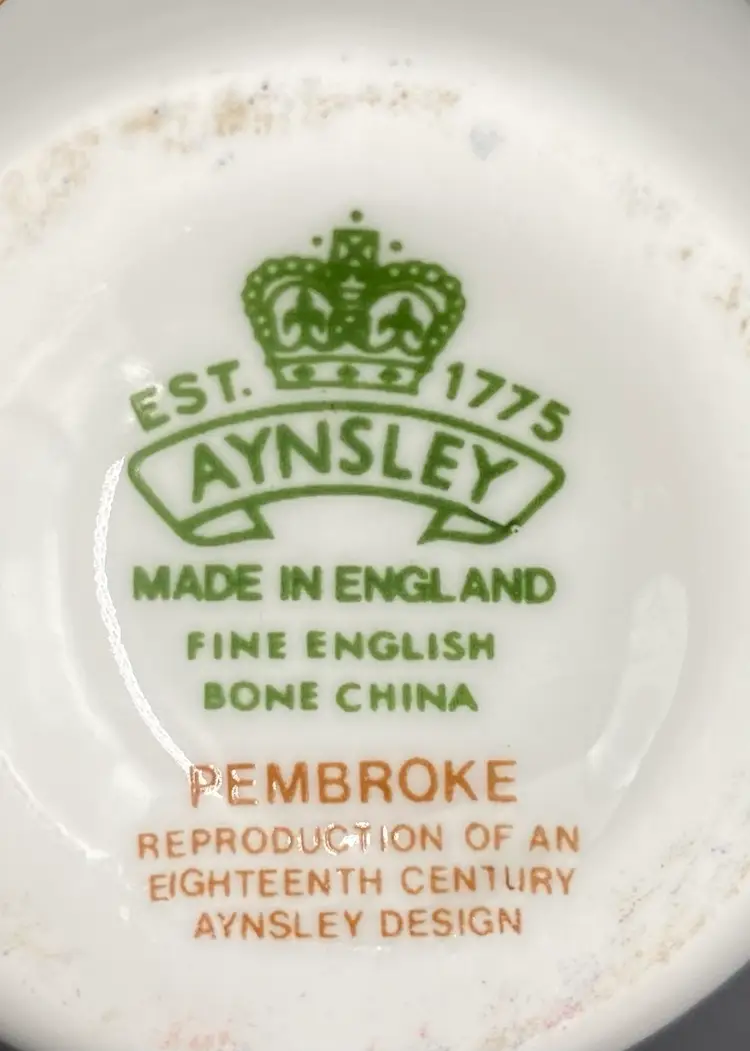 EST. 1775
AYNSLEY
MADE IN ENGLAND
FINE ENGLISH
BONE CHINA
PEMBROKE
REPRODUCTION OF AN
EIGHTEENTH CENTURY
AYNSLEY DESIGN